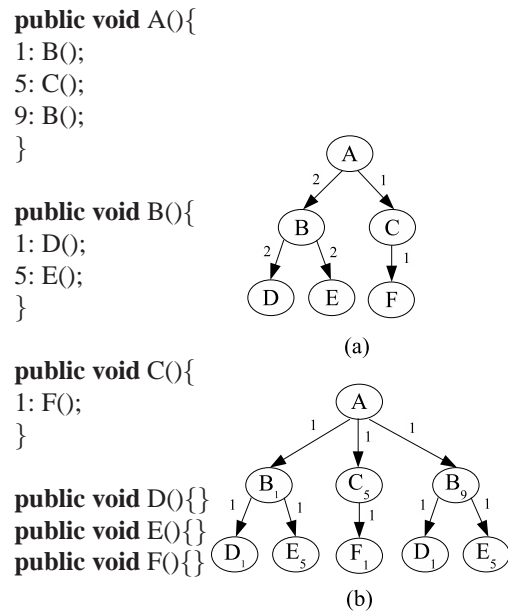 public void A(){
1: B();
5: C();
9: B();
}
public void B(){
1: D();
5: E();
}
public void C(){
1: F();
}
public void D(){}
public void E(){}
public void F(){}
A
2 1
B C
2 2 1
D E F
(a)
A
1 1 1
B1 C5 B9
1 1 1 1 1
D1 E5 F1 D1 E5
(b)